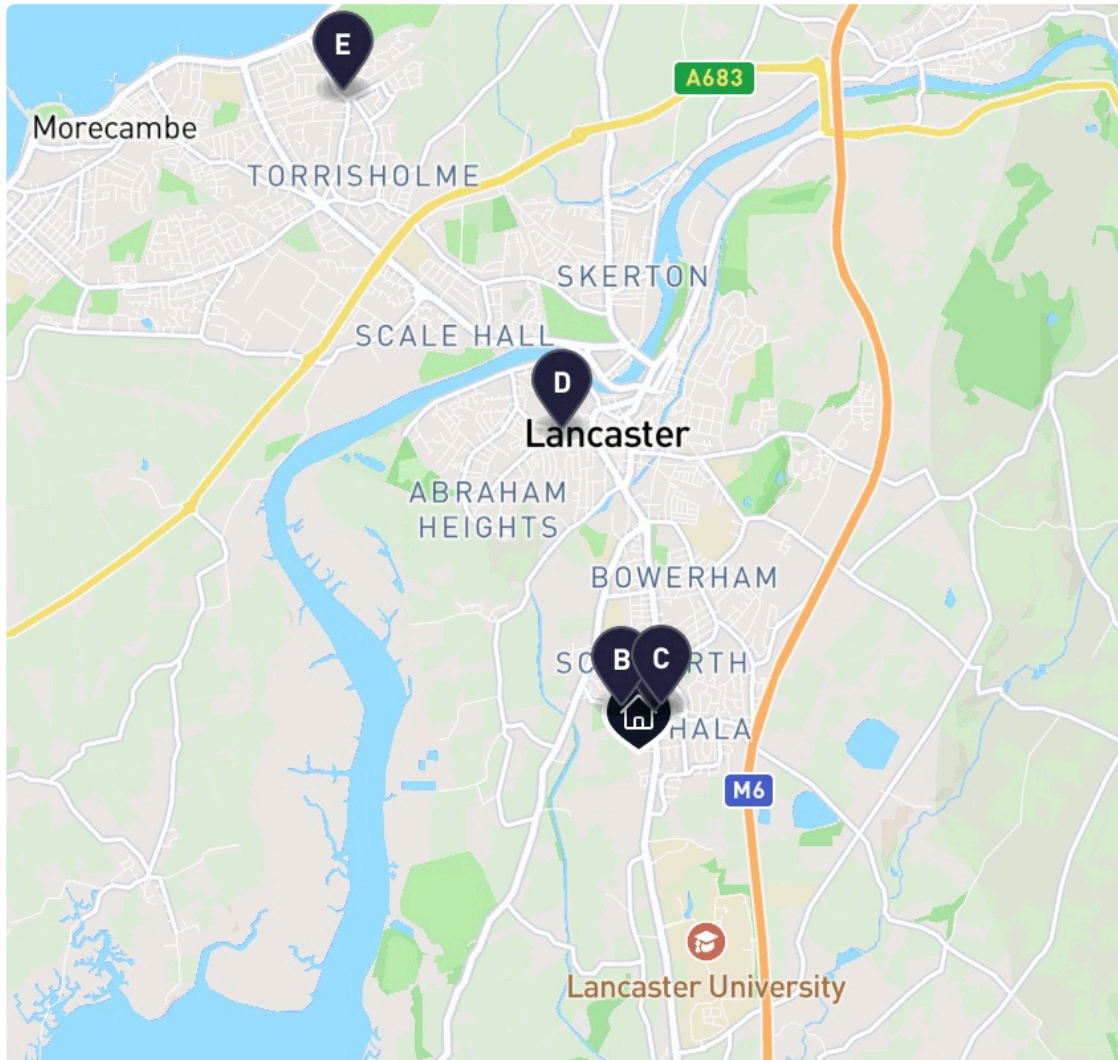 E
A683
Morecambe
TORRISHOLME
SKERTON
SCALE HALL
D
Lancaster
ABRAHAM
HEIGHTS
BOWERHAM
B
C
HALA
M6
Lancaster University